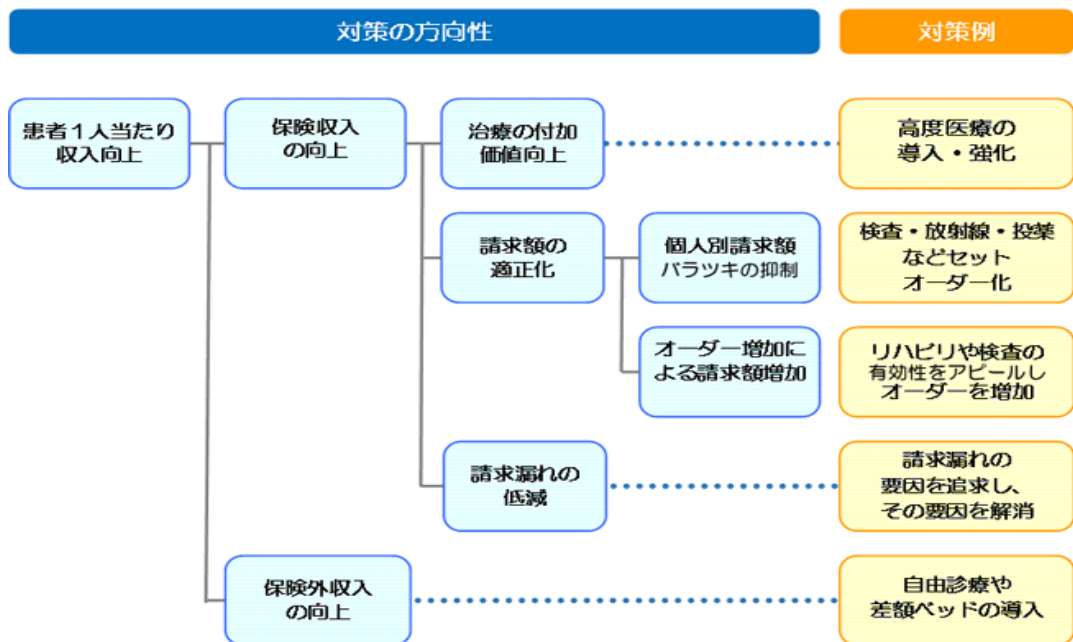 対策の方向性
対策例
患者１人当たり
収入向上
保険収入
の向上
治療の付加
価値向上
高度医療の
導入・強化
請求額の
適正化
個人別請求額
バラツキの抑制
検査・放射線・投薬
などセット
オーダー化
オーダー増加に
よる請求額増加
リハビリや検査の
有効性をアピールし
オーダーを増加
請求漏れの
低減
請求漏れの
要因を追求し、
その要因を解消
保険外収入
の向上
自由診療や
差額ベッドの導入